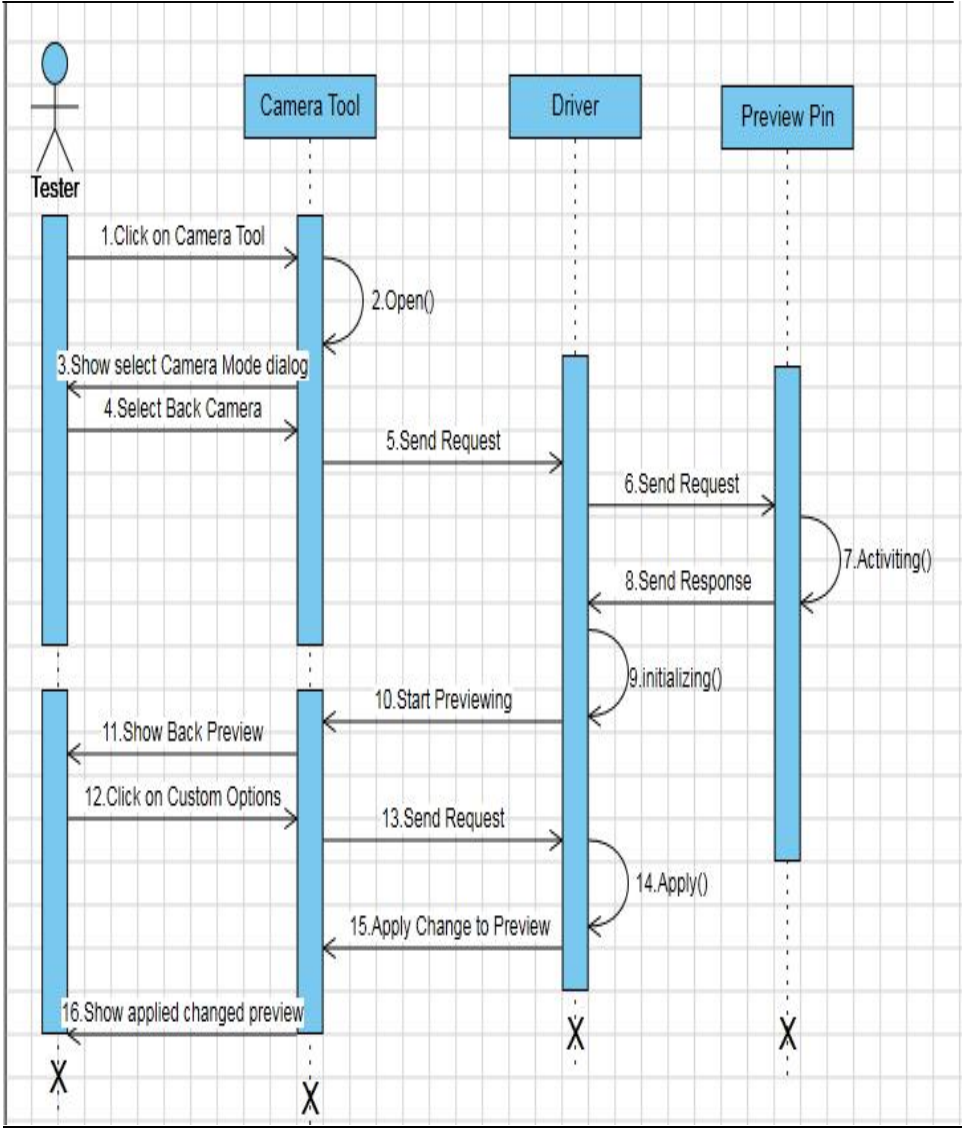 Camera Tool
Driver
Preview Pin
Tester
1.Click on Camera Tool
2.Open()
3.Show select Camera Mode dialog
4.Select Back Camera
5.Send Request
6.Send Request
7.Activiting()
8.Send Response
9.initializing()
10.Start Previewing
11.Show Back Preview
12.Click on Custom Options
13.Send Request
14.Apply()
15.Apply Change to Preview
16.Show applied changed preview
X
X
X
X